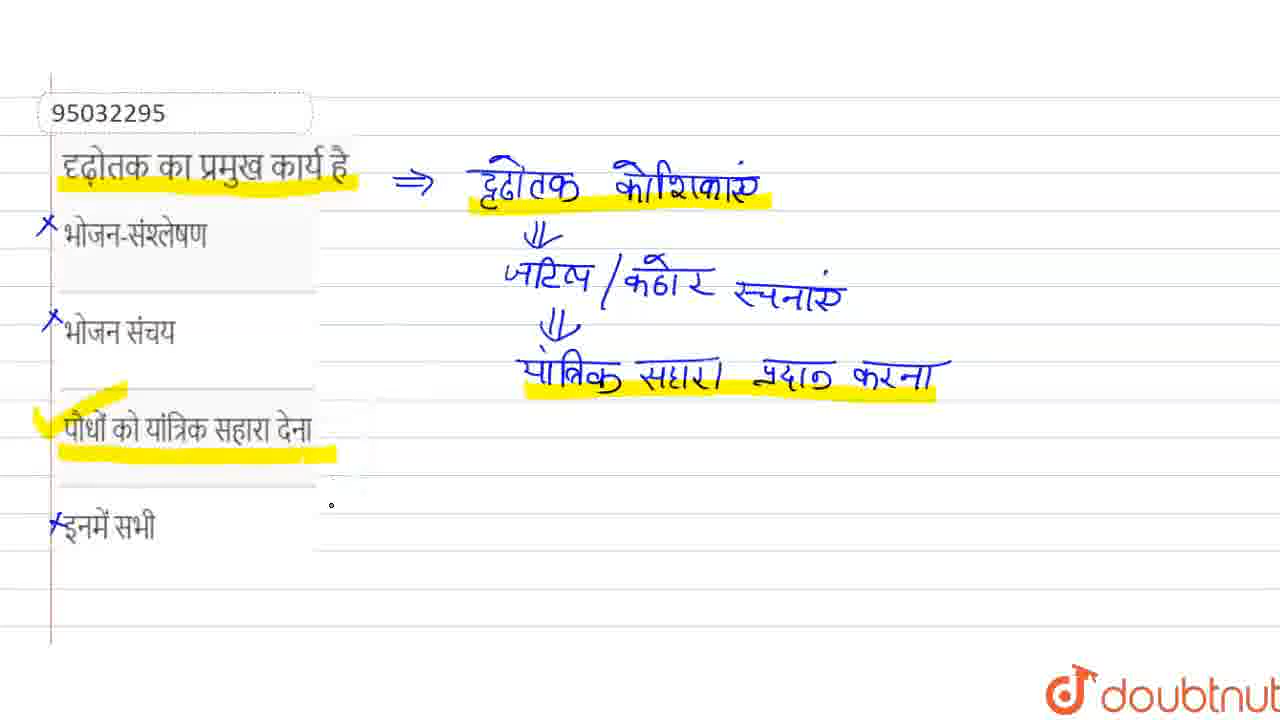 95032295
दृढ़ोतक का प्रमुख कार्य है
⇒ दृढोतक कोशिकाएं
भोजन-संश्लेषण
जटिल / कठोर रचनाएं
भोजन संचय
यांत्रिक सहारा प्रदान करना
पौधों को यांत्रिक सहारा देना
इनमें सभी
doubtnut